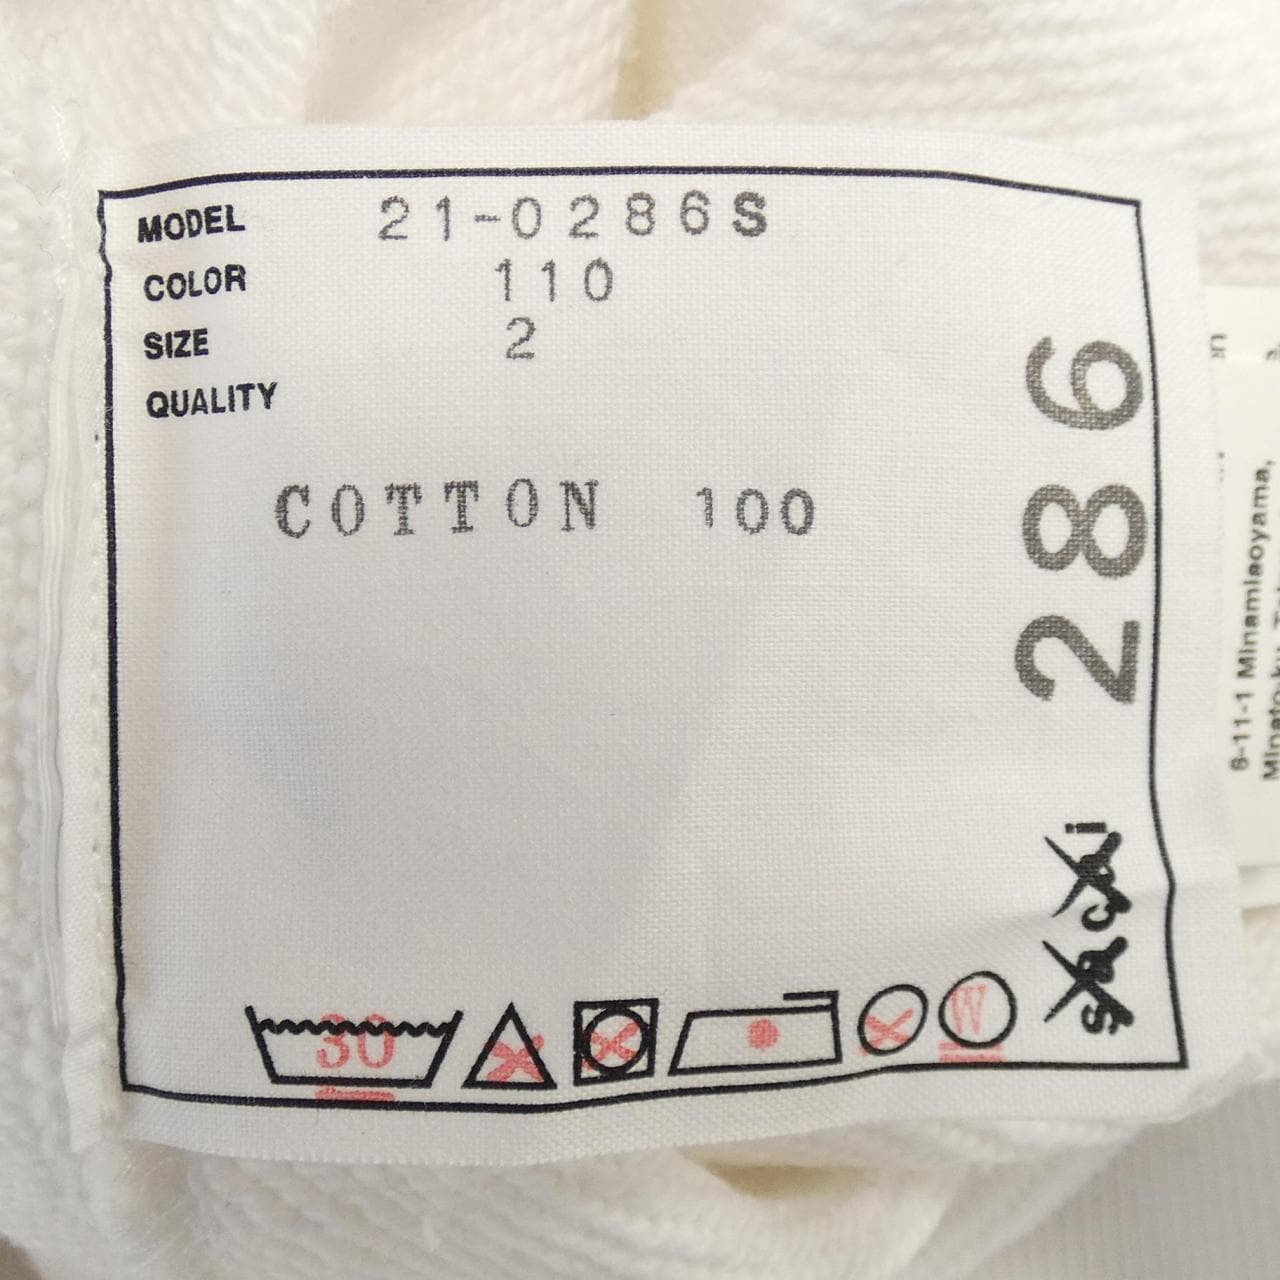 MODEL 21-0286S
COLOR 110
SIZE 2
QUALITY
COTTON 100
286
sacai
30
W
6-11-1 Minamiaoyama,